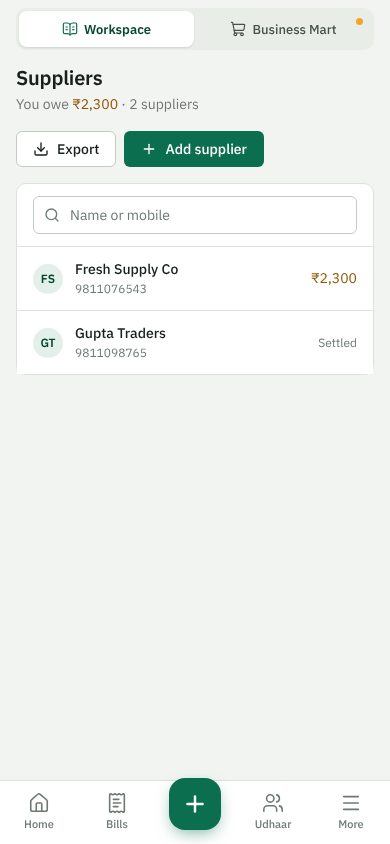 Workspace
Business Mart
Suppliers
You owe ₹2,300 · 2 suppliers
Export
Add supplier
Name or mobile
FS
Fresh Supply Co
9811076543
₹2,300
GT
Gupta Traders
9811098765
Settled
Home
Bills
Udhaar
More